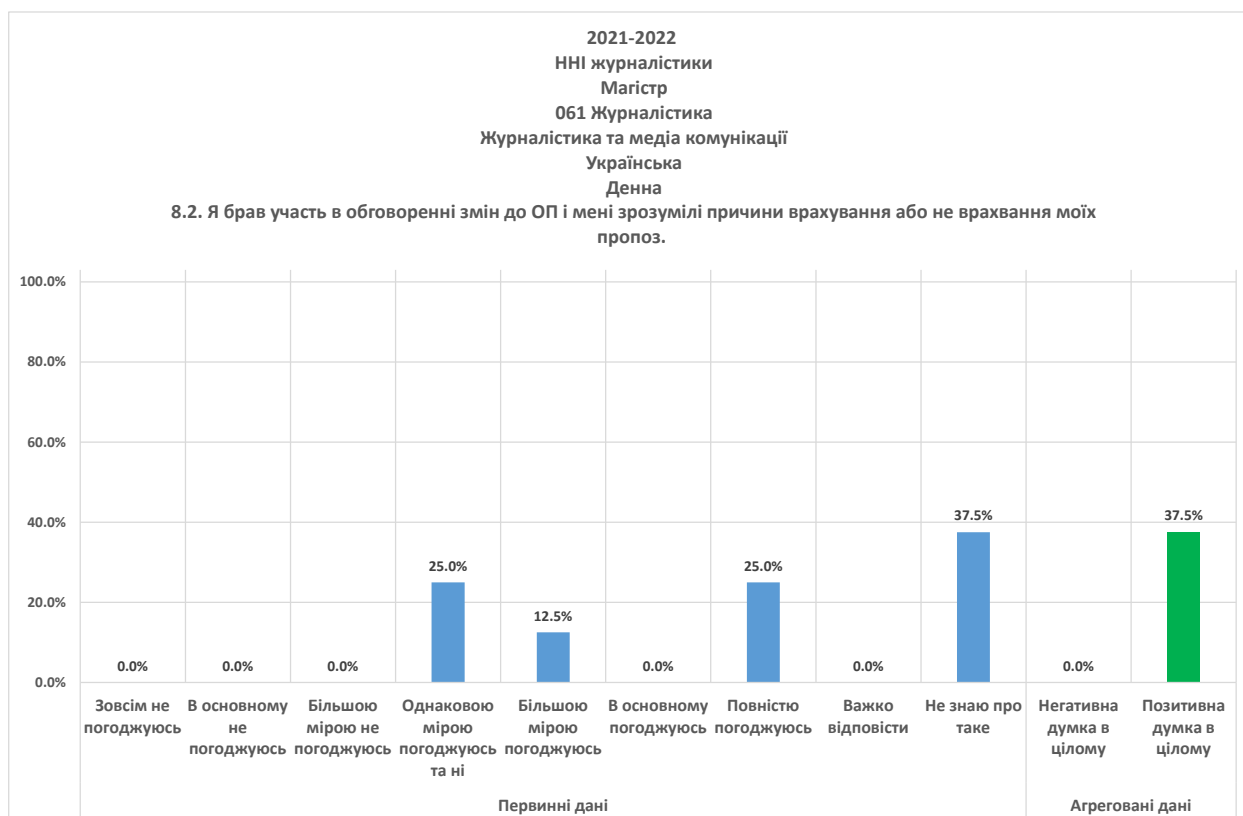 2021-2022
ННІ журналістики
Магістр
061 Журналістика
Журналістика та медіа комунікації
Українська
Денна
8.2. Я брав участь в обговоренні змін до ОП і мені зрозумілі причини врахування або не врахвання моїх
пропоз.
100.0%
80.0%
60.0%
40.0%
20.0%
0.0%
0.0%
0.0%
0.0%
25.0%
12.5%
0.0%
25.0%
0.0%
37.5%
0.0%
37.5%
Зовсім не
погоджуюсь
В основному
не
погоджуюсь
Більшою
мірою не
погоджуюсь
Однаковою
мірою
погоджуюсь
та ні
Більшою
мірою
погоджуюсь
В основному
погоджуюсь
Повністю
погоджуюсь
Важко
відповісти
Не знаю про
таке
Негативна
думка в
цілому
Позитивна
думка в
цілому
Первинні дані
Агреговані дані